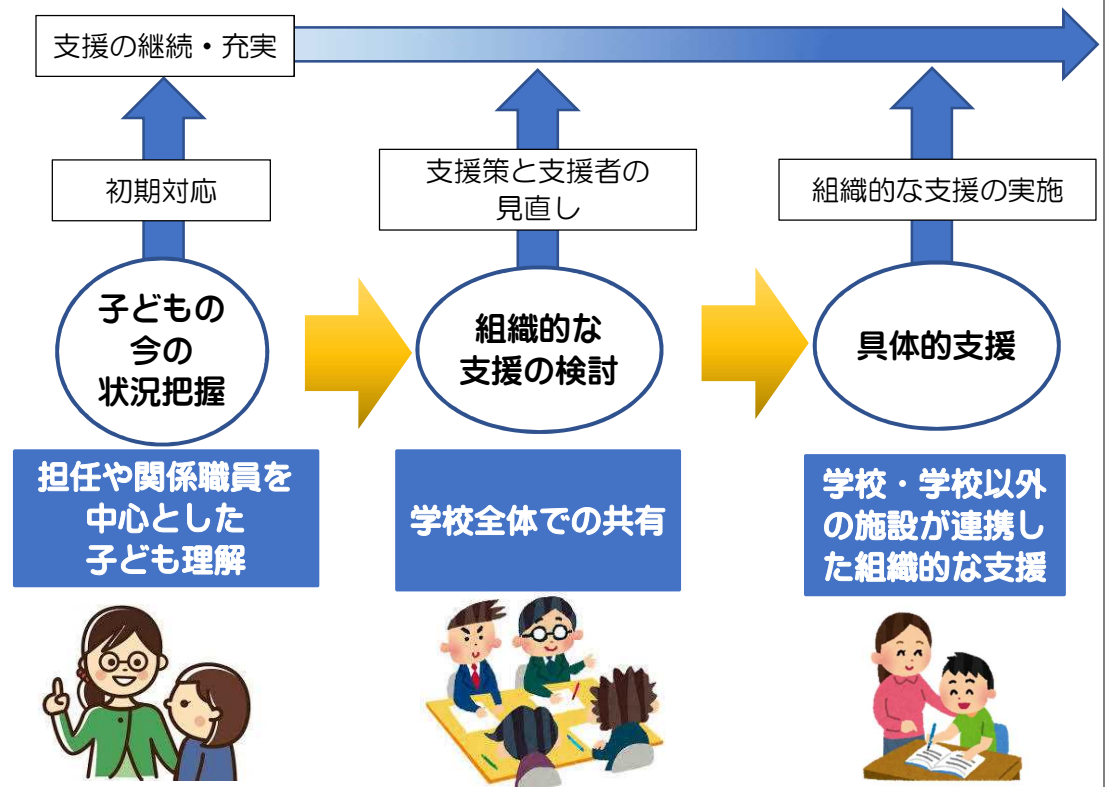 支援の継続・充実
初期対応
支援策と支援者の
見直し
組織的な支援の実施
子どもの
今の
状況把握
組織的な
支援の検討
具体的支援
担任や関係職員を
中心とした
子ども理解
学校全体での共有
学校・学校以外
の施設が連携し
た組織的な支援